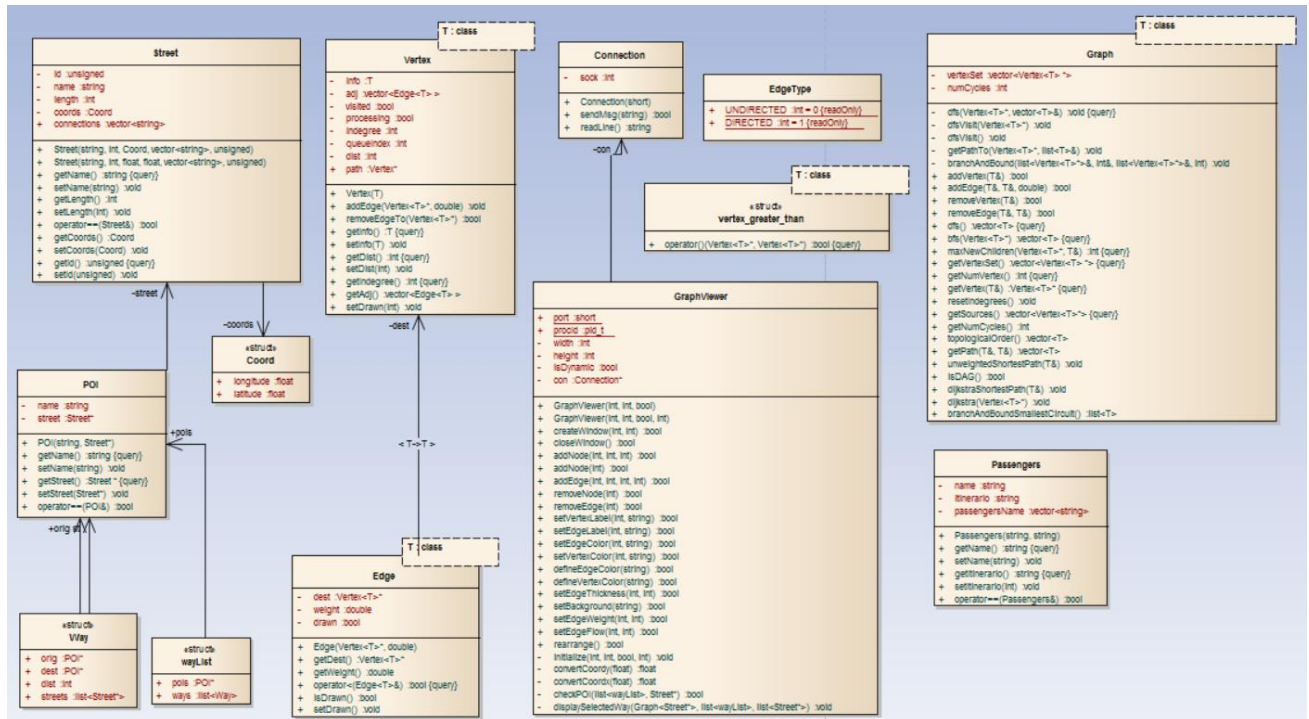 Street
- id :unsigned
- name :string
- length :int
- coords :Coord
+ connections :vector<string>
+ Street(string, int, Coord, vector<string>, unsigned)
+ Street(string, int, float, float, vector<string>, unsigned)
+ getName() :string {query}
+ setName(string) :void
+ getLength() :int
+ setLength(int) :void
+ operator==(Street&) :bool
+ getCoords() :Coord
+ setCoords(Coord) :void
+ getId() :unsigned {query}
+ setId(unsigned) :void
-street
-coords
«struct»
Coord
+ longitude :float
+ latitude :float
POI
- name :string
- street :Street*
+ POI(string, Street*)
+ getName() :string {query}
+ setName(string) :void
+ getStreet() :Street * {query}
+ setStreet(Street*) :void
+ operator==(POI&) :bool
+pois
+orig
«struct»
Way
+ orig :POI*
+ dest :POI*
+ dist :int
+ streets :list<Street*>
«struct»
wayList
+ pois :POI*
+ ways :list<Way>
T : class
Vertex
- info :T
- adj :vector<Edge<T> >
- visited :bool
- processing :bool
- indegree :int
- queueIndex :int
- dist :int
+ path :Vertex*
+ Vertex(T)
+ addEdge(Vertex<T>*, double) :void
+ removeEdgeTo(Vertex<T>*) :bool
+ getInfo() :T {query}
+ setInfo(T) :void
+ getDist() :int {query}
+ setDist(int) :void
+ getIndegree() :int {query}
+ getAdj() :vector<Edge<T> >
+ setDrawn(int) :void
-dest
< T->T >
T : class
Edge
- dest :Vertex<T>*
- weight :double
- drawn :bool
+ Edge(Vertex<T>*, double)
+ getDest() :Vertex<T>*
+ getWeight() :double
+ operator<(Edge<T>&) :bool {query}
+ isDrawn() :bool
+ setDrawn() :void
Connection
- sock :int
+ Connection(short)
+ sendMsg(string) :bool
+ readLine() :string
-con
EdgeType
+ UNDIRECTED :int = 0 {readOnly}
+ DIRECTED :int = 1 {readOnly}
T : class
«struct»
vertex_greater_than
+ operator()(Vertex<T>*, Vertex<T>*) :bool {query}
GraphViewer
+ port :short
+ procId :pid_t
- width :int
- height :int
- isDynamic :bool
- con :Connection*
+ GraphViewer(int, int, bool)
+ GraphViewer(int, int, bool, int)
+ createWindow(int, int) :bool
+ closeWindow() :bool
+ addNode(int, int, int) :bool
+ addNode(int) :bool
+ addEdge(int, int, int, int) :bool
+ removeNode(int) :bool
+ removeEdge(int) :bool
+ setVertexLabel(int, string) :bool
+ setEdgeLabel(int, string) :bool
+ setEdgeColor(int, string) :bool
+ setVertexColor(int, string) :bool
+ defineEdgeColor(string) :bool
+ defineVertexColor(string) :bool
+ setEdgeThickness(int, int) :bool
+ setBackground(string) :bool
+ setEdgeWeight(int, int) :bool
+ setEdgeFlow(int, int) :bool
+ rearrange() :bool
- initialize(int, int, bool, int) :void
- convertCoordy(float) :float
- convertCoordx(float) :float
- checkPOI(list<wayList>, Street*) :bool
- displaySelectedWay(Graph<Street*>, list<wayList>, list<Street*>) :void
T : class
Graph
- vertexSet :vector<Vertex<T> *>
- numCycles :int
- dfs(Vertex<T>*, vector<T>&) :void {query}
- dfsVisit(Vertex<T>*) :void
- dfsVisit() :void
- getPathTo(Vertex<T>*, list<T>&) :void
- branchAndBound(list<Vertex<T>*>&, int&, list<Vertex<T>*>&, int) :void
+ addVertex(T&) :bool
+ addEdge(T&, T&, double) :bool
+ removeVertex(T&) :bool
+ removeEdge(T&, T&) :bool
+ dfs() :vector<T> {query}
+ bfs(Vertex<T>*) :vector<T> {query}
+ maxNewChildren(Vertex<T>*, T&) :int {query}
+ getVertexSet() :vector<Vertex<T> *> {query}
+ getNumVertex() :int {query}
+ getVertex(T&) :Vertex<T>* {query}
+ resetIndegrees() :void
+ getSources() :vector<Vertex<T>*> {query}
+ getNumCycles() :int
+ topologicalOrder() :vector<T>
+ getPath(T&, T&) :vector<T>
+ unweightedShortestPath(T&) :void
+ isDAG() :bool
+ dijkstraShortestPath(T&) :void
+ dijkstra(Vertex<T>*) :void
+ branchAndBoundSmallestCircuit() :list<T>
Passengers
- name :string
- itinerario :string
- passengersName :vector<string>
+ Passengers(string, string)
+ getName() :string {query}
+ setName(string) :void
+ getItinerario() :string {query}
+ setItinerario(int) :void
+ operator==(Passengers&) :bool